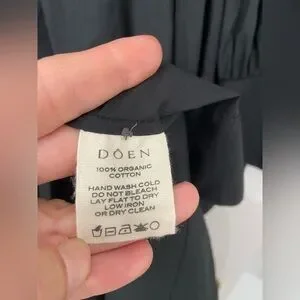 DÔEN
100% ORGANIC
COTTON
HAND WASH COLD
DO NOT BLEACH
LAY FLAT TO DRY
LOW IRON
OR DRY CLEAN